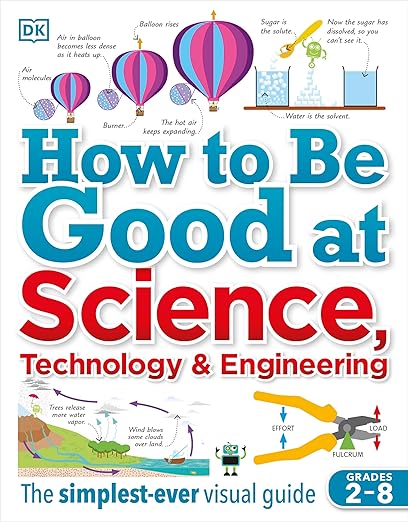 DK
Balloon rises
Air in balloon
becomes less dense
as it heats up.
Air
molecules
Burner
The hot air
keeps expanding.
Sugar is
the solute.
Now the sugar has
dissolved, so you
can't see it.
Water is the solvent.
How to Be
Good at
Science,
Technology & Engineering
Trees release
more water
vapor.
Wind blows
some clouds
over land.
EFFORT
LOAD
FULCRUM
The simplest-ever visual guide
GRADES
2–8